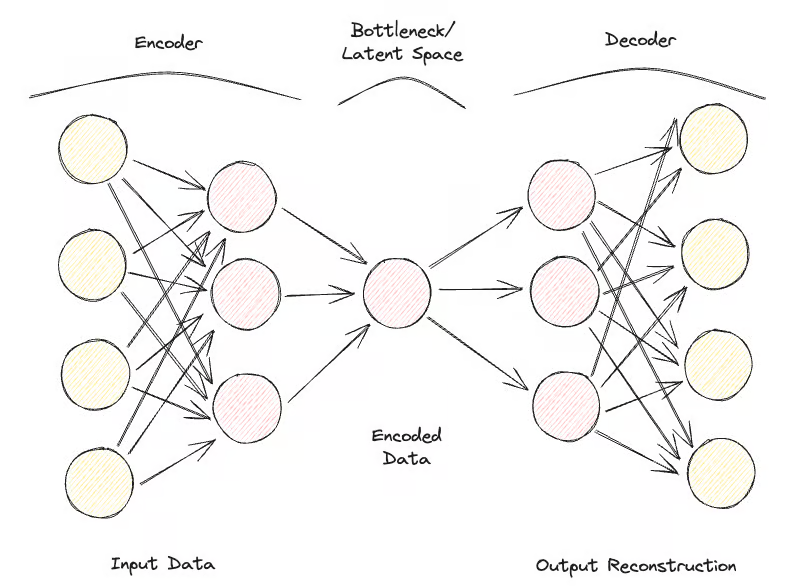 Encoder
Bottleneck/
Latent Space
Decoder
Encoded
Data
Input Data
Output Reconstruction